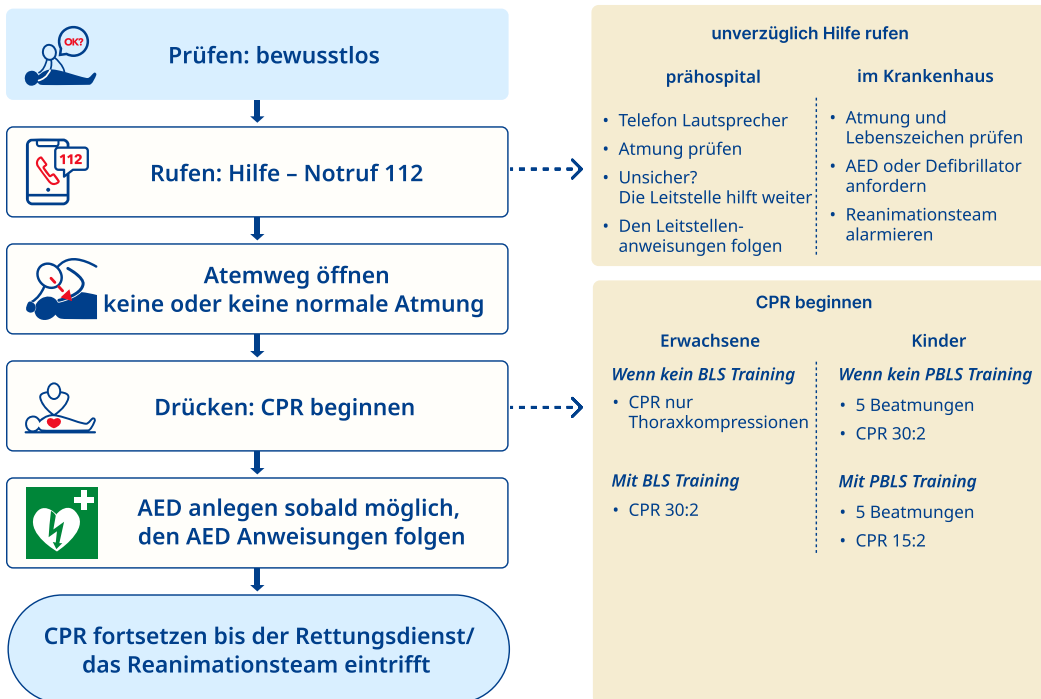 OK?
Prüfen: bewusstlos
112
Rufen: Hilfe – Notruf 112
Atemweg öffnen
keine oder keine normale Atmung
Drücken: CPR beginnen
AED anlegen sobald möglich,
den AED Anweisungen folgen
CPR fortsetzen bis der Rettungsdienst/
das Reanimationsteam eintrifft
unverzüglich Hilfe rufen
prähospital
• Telefon Lautsprecher
• Atmung prüfen
• Unsicher?
Die Leitstelle hilft weiter
• Den Leitstellen-
anweisungen folgen
im Krankenhaus
• Atmung und
Lebenszeichen prüfen
• AED oder Defibrillator
anfordern
• Reanimationsteam
alarmieren
CPR beginnen
Erwachsene
Wenn kein BLS Training
• CPR nur
Thoraxkompressionen
Mit BLS Training
• CPR 30:2
Kinder
Wenn kein PBLS Training
• 5 Beatmungen
• CPR 30:2
Mit PBLS Training
• 5 Beatmungen
• CPR 15:2